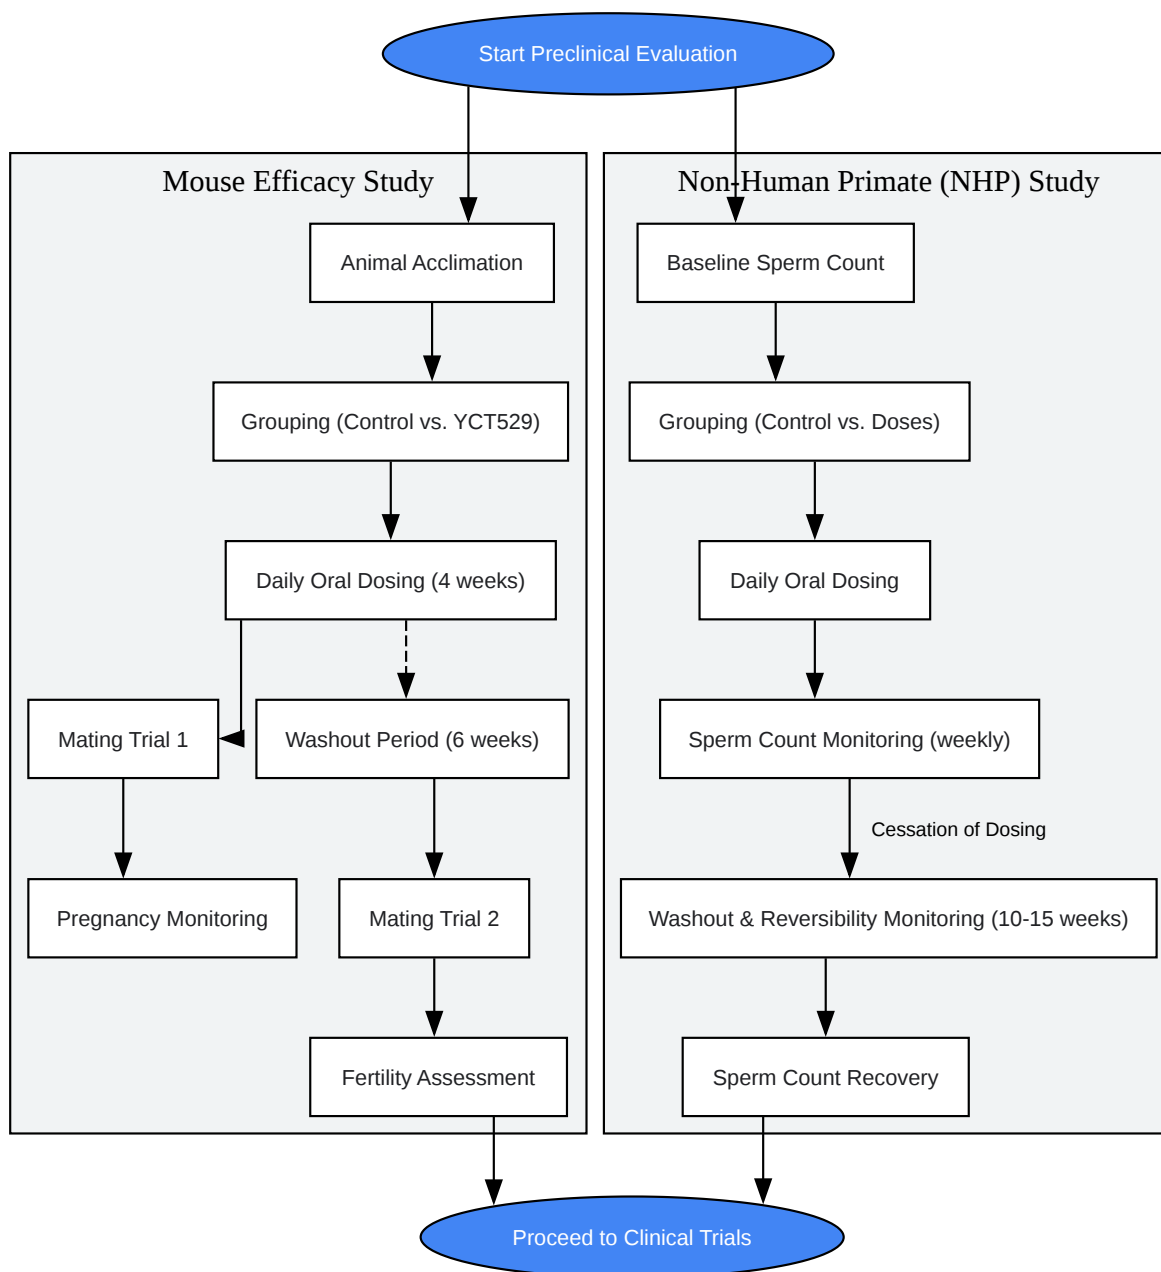 Start Preclinical Evaluation
Mouse Efficacy Study
Animal Acclimation
Grouping (Control vs. YCT529)
Daily Oral Dosing (4 weeks)
Mating Trial 1
Washout Period (6 weeks)
Pregnancy Monitoring
Mating Trial 2
Fertility Assessment
Non-Human Primate (NHP) Study
Baseline Sperm Count
Grouping (Control vs. Doses)
Daily Oral Dosing
Sperm Count Monitoring (weekly)
Cessation of Dosing
Washout & Reversibility Monitoring (10-15 weeks)
Sperm Count Recovery
Proceed to Clinical Trials